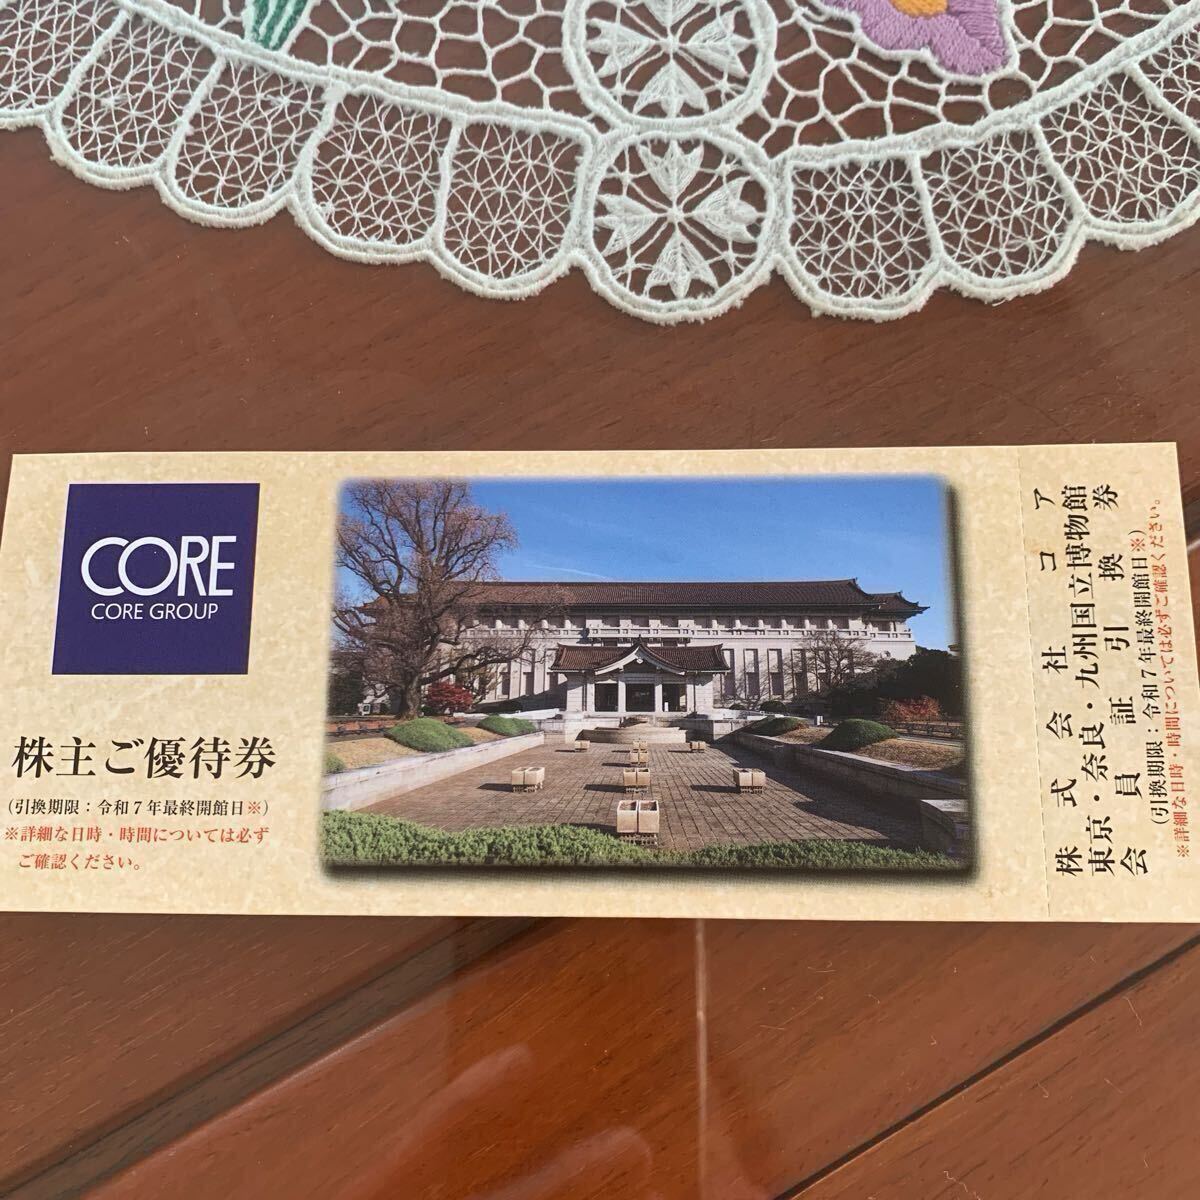 CORE
CORE GROUP
株主ご優待券
（引換期限：令和７年最終開館日※）
※詳細な日時・時間については必ず
ご確認ください。
株式会社コア
東京・奈良・九州国立博物館
会員証引換券
（引換期限：令和７年最終開館日※）
※詳細な日時・時間については必ずご確認ください。